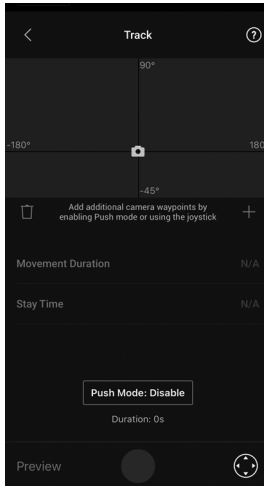 Track
?
90°
-180°
180
-45°
Add additional camera waypoints by
enabling Push mode or using the joystick
+
Movement Duration N/A
Stay Time N/A
Push Mode: Disable
Duration: 0s
Preview